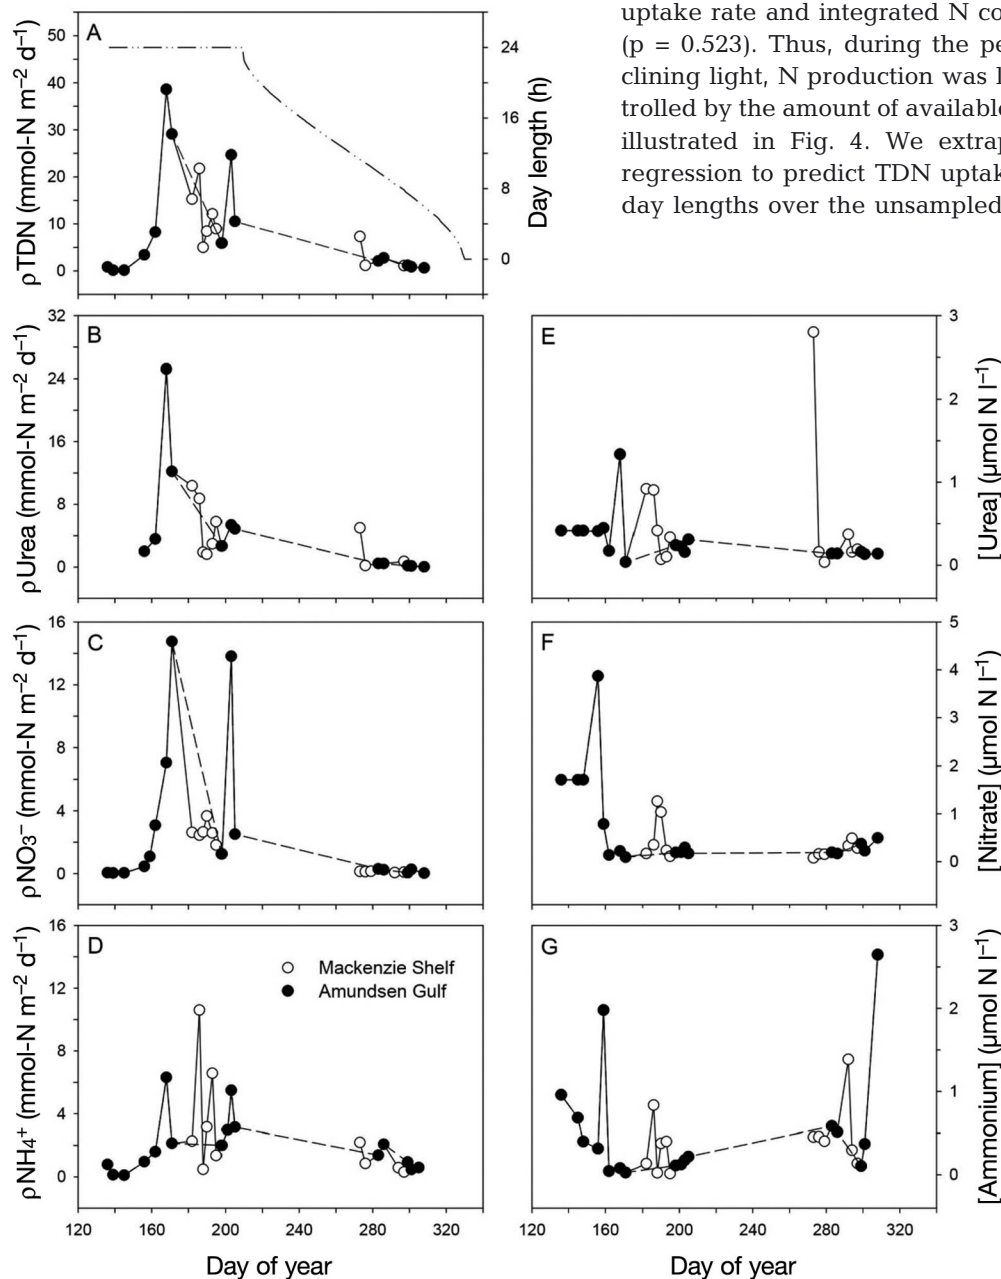 uptake rate and integrated N co
(p = 0.523). Thus, during the pe
clining light, N production was l
trolled by the amount of available
illustrated in Fig. 4. We extrap
regression to predict TDN uptak
day lengths over the unsampled
A
50
40
30
20
10
0
ρTDN (mmol-N m⁻² d⁻¹)
24
16
8
0
Day length (h)
B
32
24
16
8
0
ρUrea (mmol-N m⁻² d⁻¹)
E
3
2
1
0
[Urea] (μmol N l⁻¹)
C
16
12
8
4
0
ρNO₃⁻ (mmol-N m⁻² d⁻¹)
F
5
4
3
2
1
0
[Nitrate] (μmol N l⁻¹)
D
Mackenzie Shelf
Amundsen Gulf
16
12
8
4
0
ρNH₄⁺ (mmol-N m⁻² d⁻¹)
120 160 200 240 280 320
Day of year
G
3
2
1
0
[Ammonium] (μmol N l⁻¹)
160 200 240 280 320
Day of year